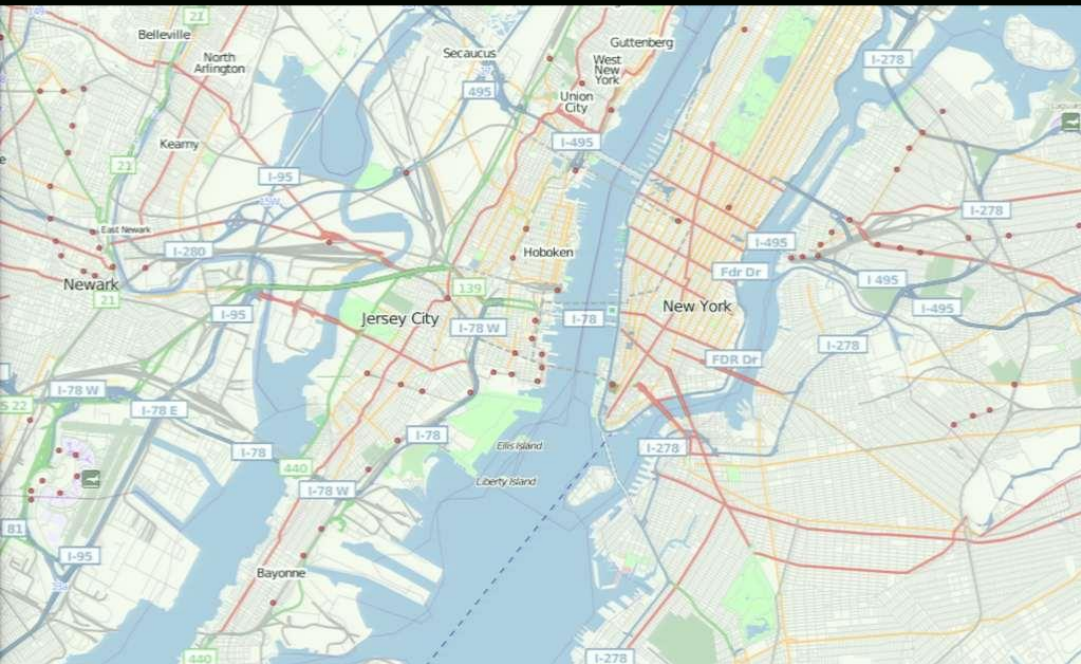 21
Belleville
North
Arlington
Secaucus
495
Guttenberg
West
New
York
Union
City
I-278
I-495
Kearny
21
I-95
East Newark
I-280
I-278
I-495
Hoboken
Fdr Dr
I 495
Newark
21
139
I-95
Jersey City
I-78 W
I-78
New York
I-495
I-278
FDR Dr
I-78 W
I-78 E
I-78
I-78
Ellis Island
I-278
440
Liberty Island
I-78 W
81
I-95
Bayonne
440
I-278